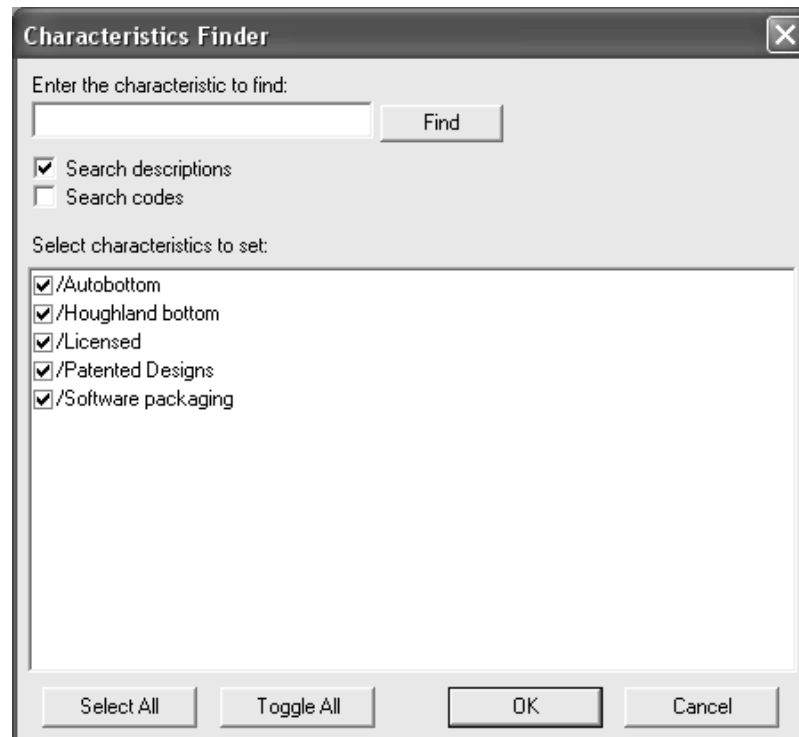 Characteristics Finder
Enter the characteristic to find:
Find
Search descriptions
Search codes
Select characteristics to set:
/Autobottom
/Houghland bottom
/Licensed
/Patented Designs
/Software packaging
Select All Toggle All OK Cancel